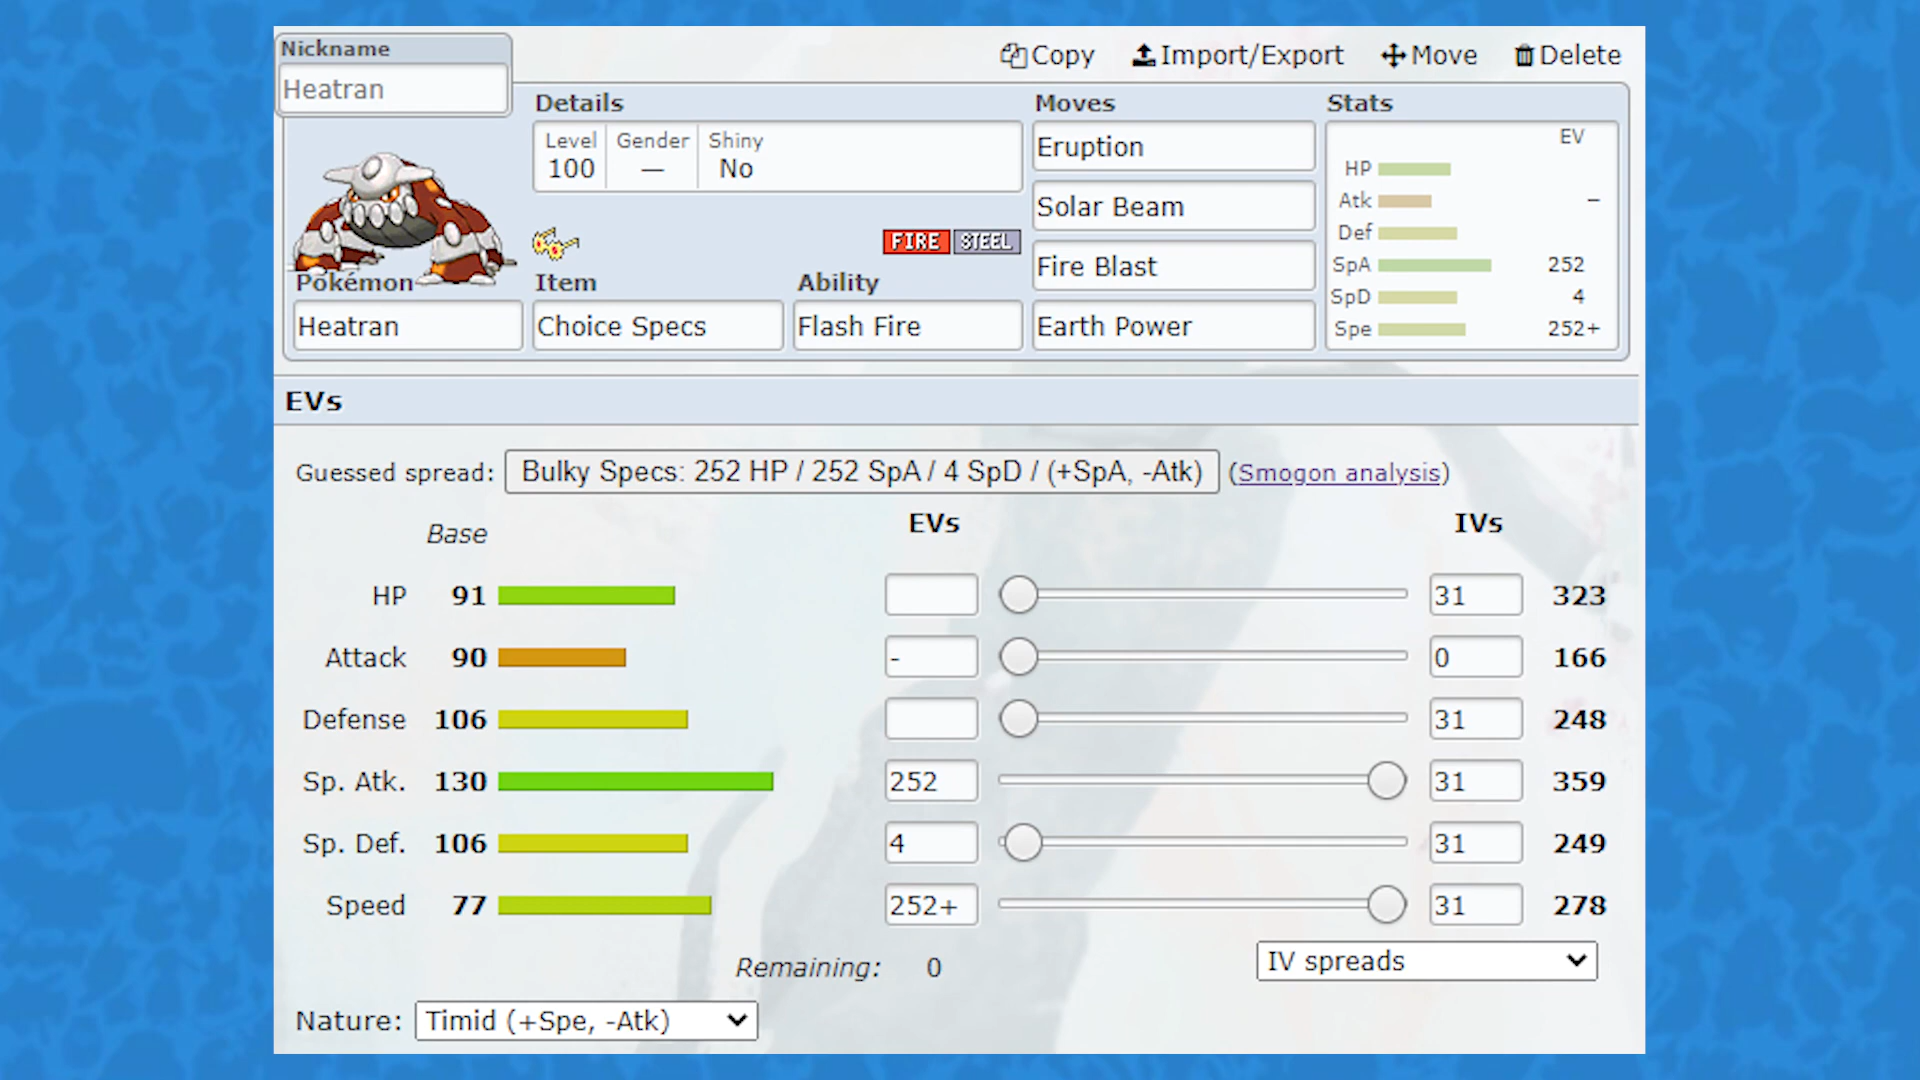 Nickname
Heatran
Copy Import/Export Move Delete
Details Moves Stats
Level Gender Shiny
100 — No
Eruption
Solar Beam
Fire Blast
Earth Power
EV
HP
Atk –
Def
SpA 252
SpD 4
Spe 252+
FIRE STEEL
Pokémon Item Ability
Heatran Choice Specs Flash Fire
EVs
Guessed spread: Bulky Specs: 252 HP / 252 SpA / 4 SpD / (+SpA, -Atk) (Smogon analysis)
Base EVs IVs
HP 91 31 323
Attack 90 - 0 166
Defense 106 31 248
Sp. Atk. 130 252 31 359
Sp. Def. 106 4 31 249
Speed 77 252+ 31 278
Remaining: 0 IV spreads
Nature: Timid (+Spe, -Atk)